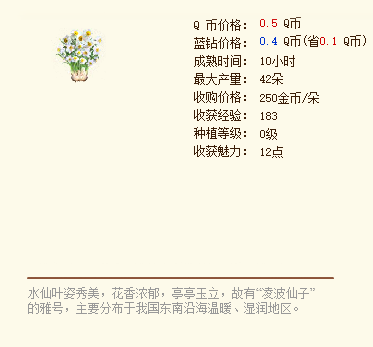 Q 币价格： 0.5 Q币
蓝钻价格： 0.4 Q币(省0.1 Q币)
成熟时间： 10小时
最大产量： 42朵
收购价格： 250金币/朵
收获经验： 183
种植等级： 0级
收获魅力： 12点
水仙叶姿秀美，花香浓郁，亭亭玉立，故有“凌波仙子”
的雅号，主要分布于我国东南沿海温暖、湿润地区。